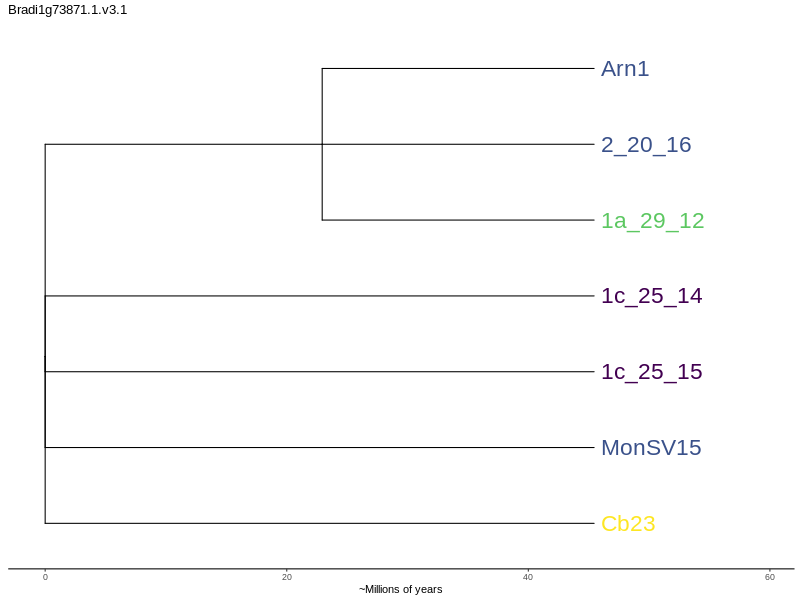 Bradi1g73871.1.v3.1
Arn1
2_20_16
1a_29_12
1c_25_14
1c_25_15
MonSV15
Cb23
0 20 40 60
~Millions of years